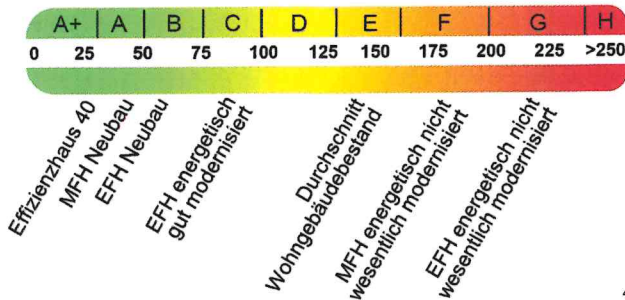 A+ A B C D E F G H
0 25 50 75 100 125 150 175 200 225 >250
Effizienzhaus 40
MFH Neubau
EFH Neubau
EFH energetisch
gut modernisiert
Durchschnitt
Wohngebäudebestand
MFH energetisch nicht
wesentlich modernisiert
EFH energetisch nicht
wesentlich modernisiert